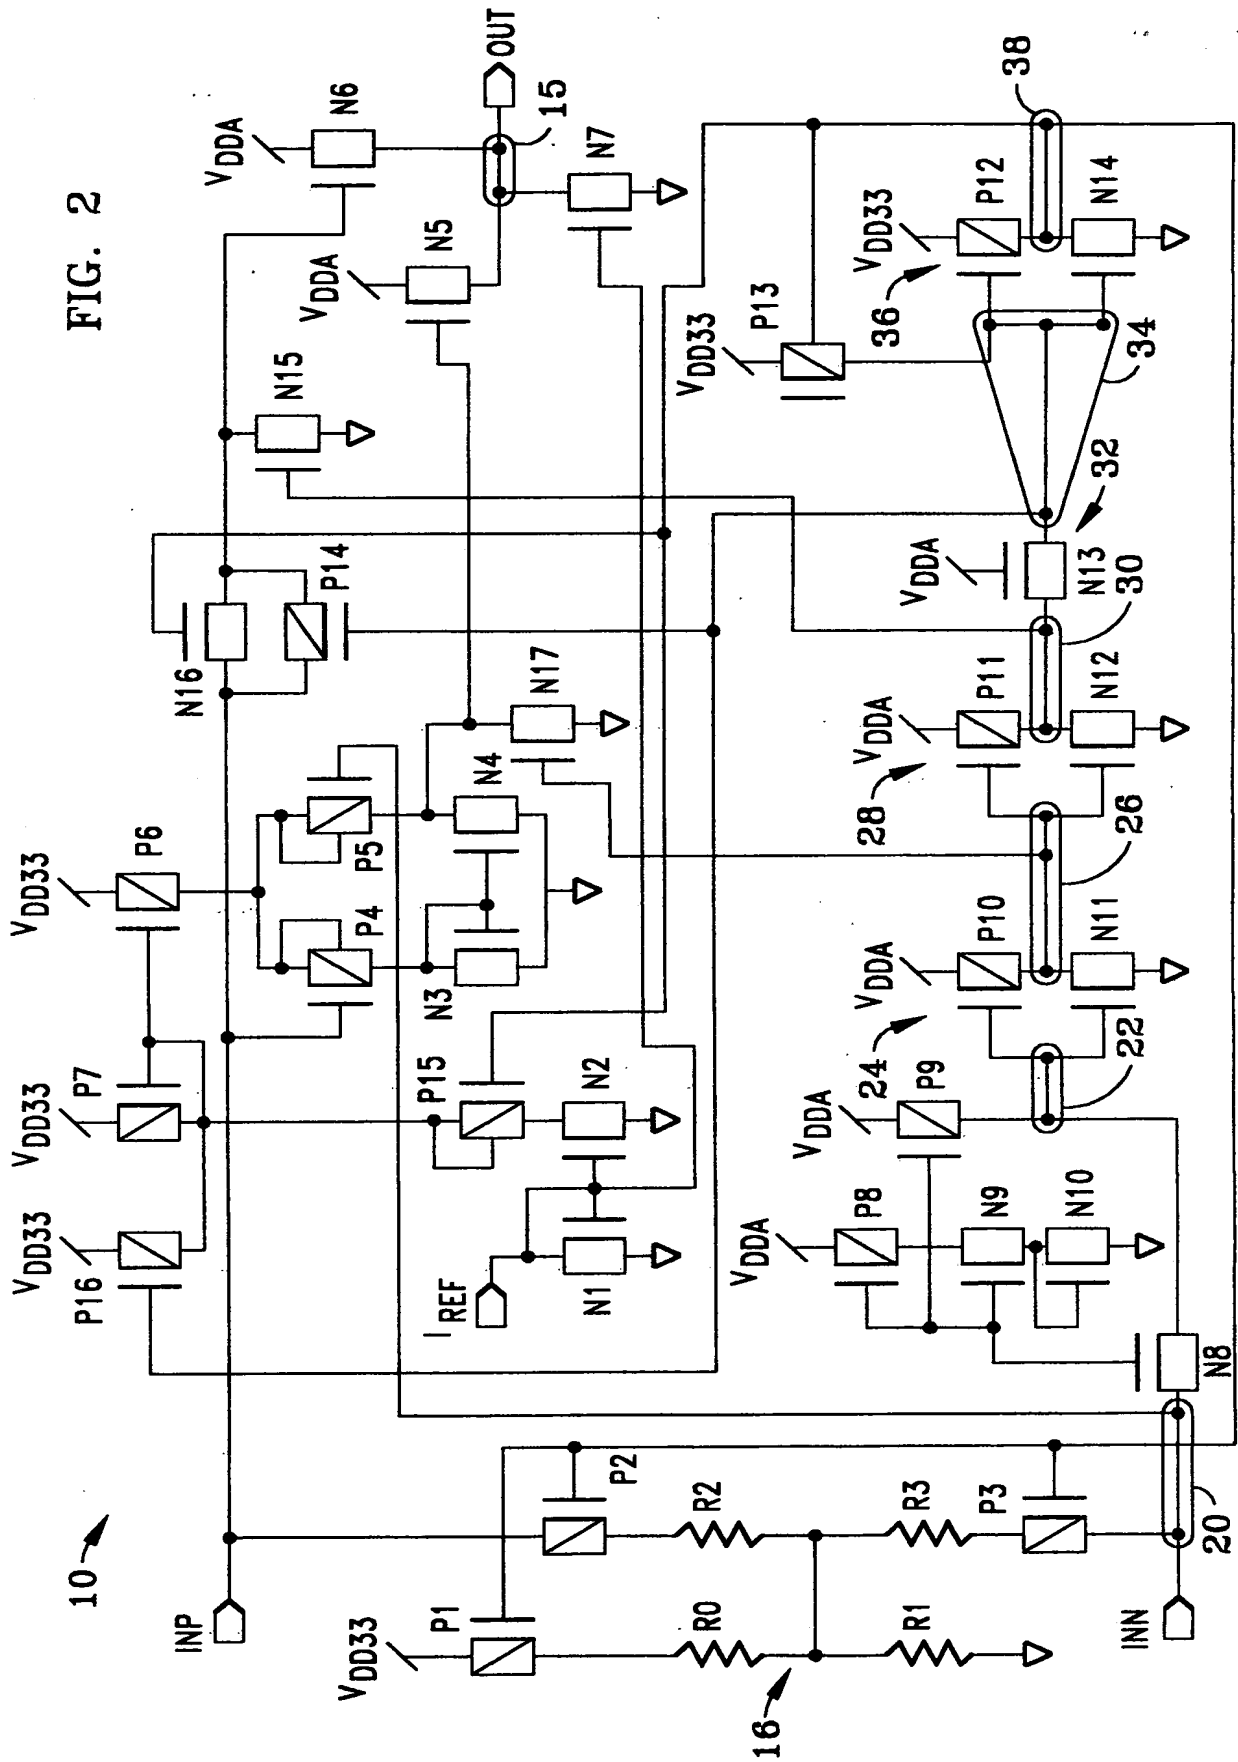 FIG. 2
10
INP
VDD33
P16
VDD33
P7
VDD33
P6
N16
P14
N15
VDDA
N6
OUT
15
N7
VDDA
N5
P4
P5
N3
N4
N17
P15
N2
IREF
N1
VDD33
P1
P2
R0
R2
R1
R3
P3
16
INN
20
N8
VDDA
P8
N9
N10
VDDA
P9
22
24
VDDA
P10
N11
26
28
VDDA
P11
N12
30
VDDA
N13
32
34
VDD33
P13
36
VDD33
P12
N14
38